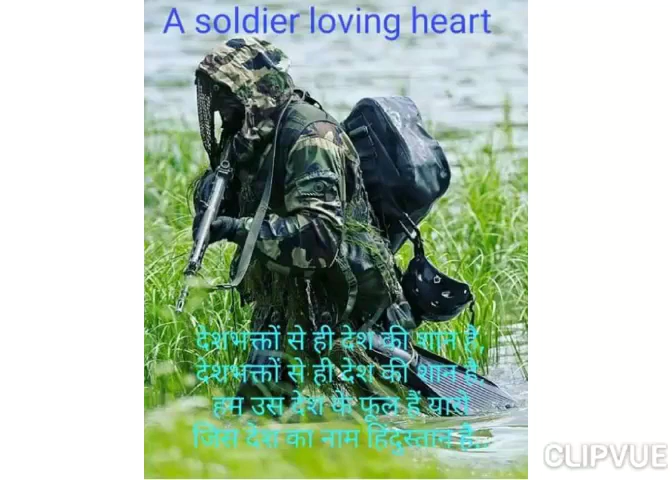 A soldier loving heart
देशभक्तों से ही देश की शान है,
देशभक्तों से ही देश की शान है.
हम उस देश के फूल हैं यारो
जिस देश का नाम हिंदुस्तान है...
CLIPVUE